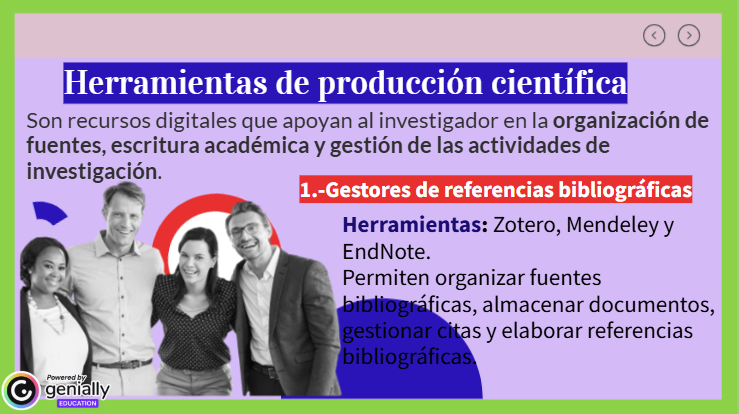 Herramientas de producción científica
Son recursos digitales que apoyan al investigador en la organización de
fuentes, escritura académica y gestión de las actividades de
investigación.
1.-Gestores de referencias bibliográficas
Herramientas: Zotero, Mendeley y
EndNote.
Permiten organizar fuentes
bibliográficas, almacenar documentos,
gestionar citas y elaborar referencias
bibliográficas.
Powered by
genially
EDUCATION